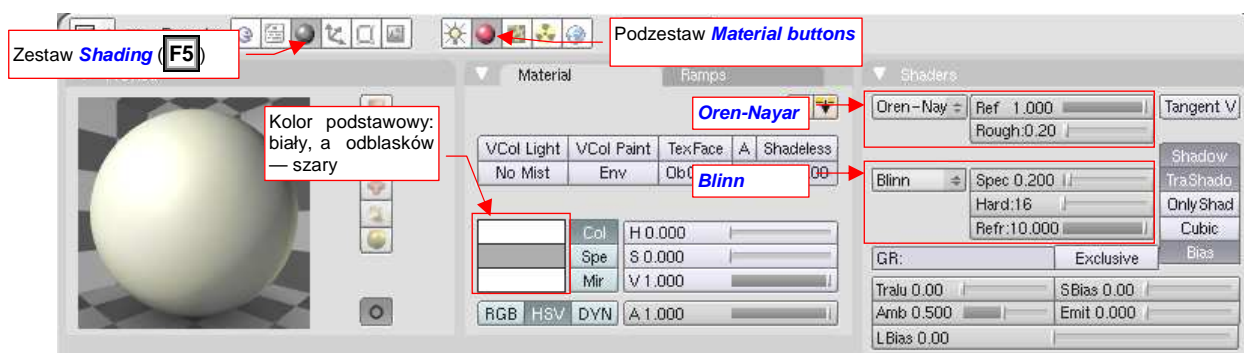 Zestaw Shading (F5)
Podzestaw Material buttons
Material
Ramps
Shaders
Kolor podstawowy:
biały, a odblasków
— szary
Oren-Nayar
Oren-Nay
Ref 1.000
Tangent V
Rough:0.20
VCol Light
VCol Paint
TexFace
A
Shadeless
No Mist
Env
Blinn
Blinn
Spec 0.200
Hard:16
Refr:10.000
Shadow
TraShado
OnlyShad
Cubic
Bias
Col
H 0.000
Spe
S 0.000
Mir
V 1.000
RGB
HSV
DYN
A 1.000
GR:
Exclusive
Tralu 0.00
SBias 0.00
Amb 0.500
Emit 0.000
LBias 0.00